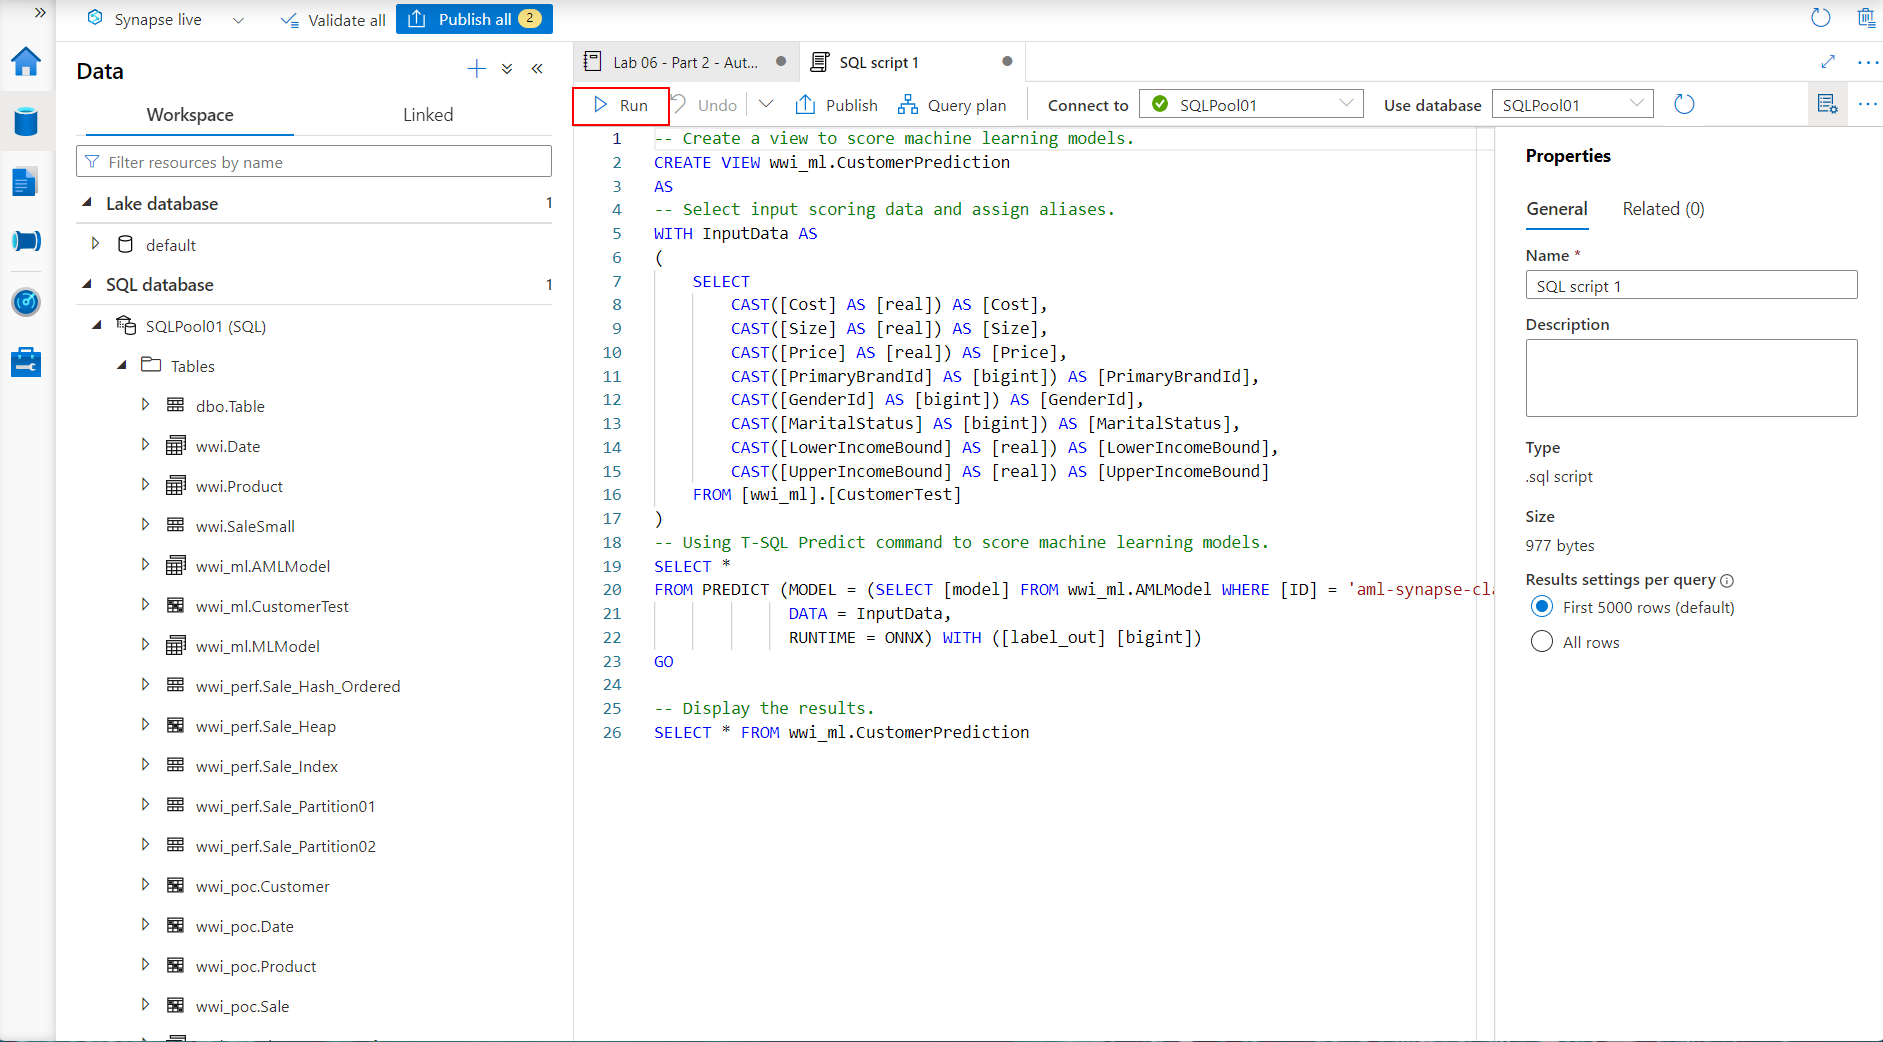 Synapse live
Validate all
Publish all 2
Data
Workspace
Linked
Filter resources by name
Lake database 1
default
SQL database 1
SQLPool01 (SQL)
Tables
dbo.Table
wwi.Date
wwi.Product
wwi.SaleSmall
wwi_ml.AMLModel
wwi_ml.CustomerTest
wwi_ml.MLModel
wwi_perf.Sale_Hash_Ordered
wwi_perf.Sale_Heap
wwi_perf.Sale_Index
wwi_perf.Sale_Partition01
wwi_perf.Sale_Partition02
wwi_poc.Customer
wwi_poc.Date
wwi_poc.Product
wwi_poc.Sale
Lab 06 - Part 2 - Aut...
SQL script 1
Run
Undo
Publish
Query plan
Connect to
SQLPool01
Use database
SQLPool01
1 -- Create a view to score machine learning models.
2 CREATE VIEW wwi_ml.CustomerPrediction
3 AS
4 -- Select input scoring data and assign aliases.
5 WITH InputData AS
6 (
7 SELECT
8 CAST([Cost] AS [real]) AS [Cost],
9 CAST([Size] AS [real]) AS [Size],
10 CAST([Price] AS [real]) AS [Price],
11 CAST([PrimaryBrandId] AS [bigint]) AS [PrimaryBrandId],
12 CAST([GenderId] AS [bigint]) AS [GenderId],
13 CAST([MaritalStatus] AS [bigint]) AS [MaritalStatus],
14 CAST([LowerIncomeBound] AS [real]) AS [LowerIncomeBound],
15 CAST([UpperIncomeBound] AS [real]) AS [UpperIncomeBound]
16 FROM [wwi_ml].[CustomerTest]
17 )
18 -- Using T-SQL Predict command to score machine learning models.
19 SELECT *
20 FROM PREDICT (MODEL = (SELECT [model] FROM wwi_ml.AMLModel WHERE [ID] = 'aml-synapse-cla
21 DATA = InputData,
22 RUNTIME = ONNX) WITH ([label_out] [bigint])
23 GO
24
25 -- Display the results.
26 SELECT * FROM wwi_ml.CustomerPrediction
Properties
General
Related (0)
Name *
SQL script 1
Description
Type
.sql script
Size
977 bytes
Results settings per query
First 5000 rows (default)
All rows